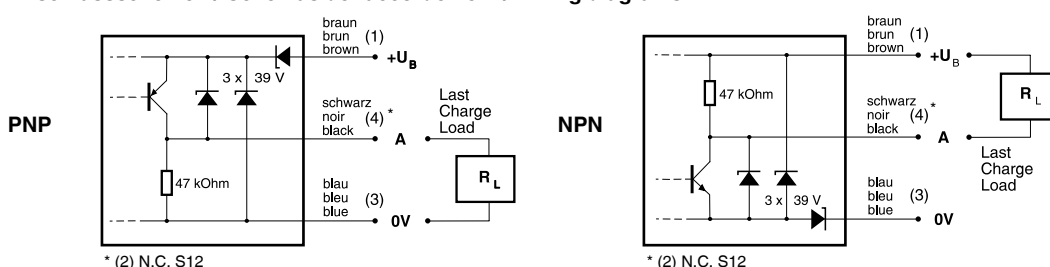 PNP
braun
brun (1)
brown
+U_B
3 x 39 V
schwarz
noir (4) *
black
A
47 kOhm
blau
bleu (3)
blue
0V
Last
Charge
Load
R_L
* (2) N.C. S12
NPN
braun
brun (1)
brown
+U_B
47 kOhm
schwarz
noir (4) *
black
A
3 x 39 V
blau
bleu (3)
blue
0V
R_L
Last
Charge
Load
* (2) N.C. S12